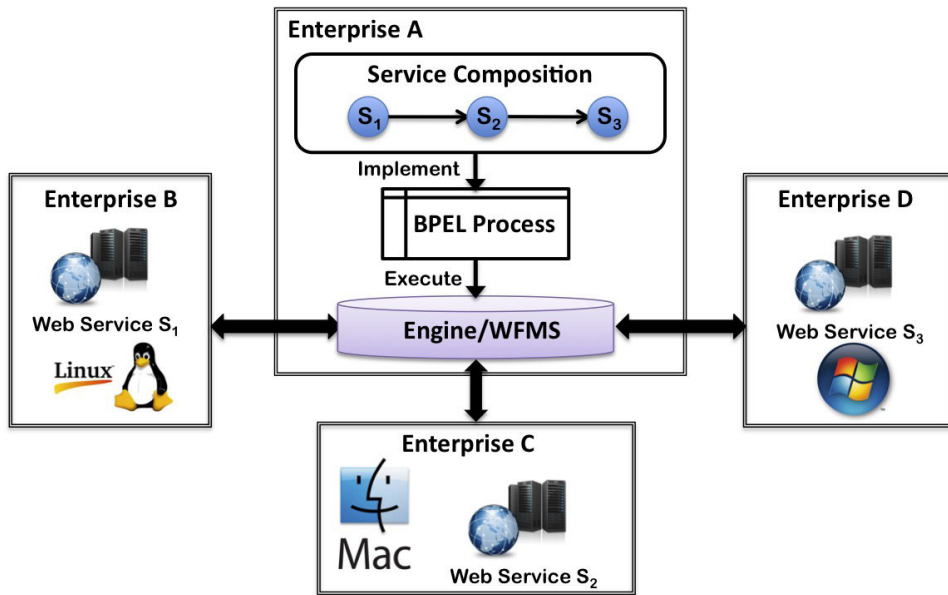 Enterprise A
Service Composition
S₁
S₂
S₃
Implement
BPEL Process
Execute
Engine/WFMS
Enterprise B
Web Service S₁
Linux
Enterprise D
Web Service S₃
Enterprise C
Mac
Web Service S₂